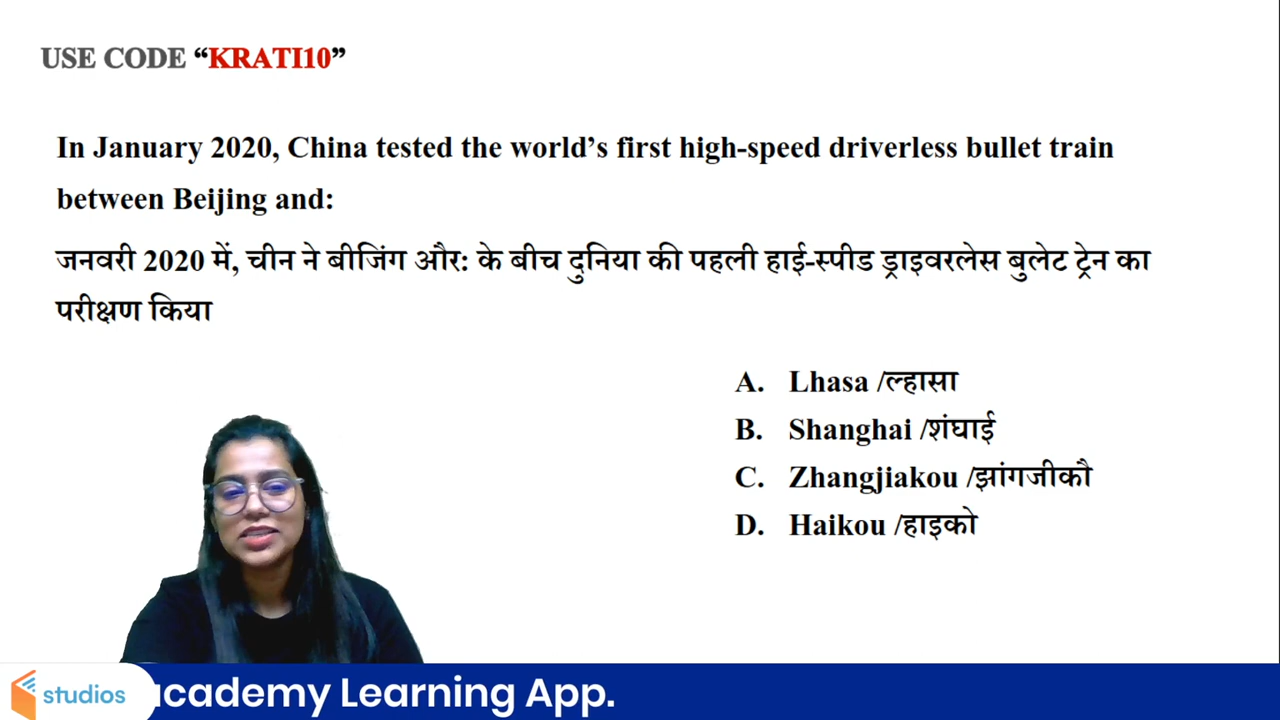 USE CODE “KRATI10”
In January 2020, China tested the world’s first high-speed driverless bullet train
between Beijing and:
जनवरी 2020 में, चीन ने बीजिंग और: के बीच दुनिया की पहली हाई-स्पीड ड्राइवरलेस बुलेट ट्रेन का
परीक्षण किया
A. Lhasa /ल्हासा
B. Shanghai /शंघाई
C. Zhangjiakou /झांगजीकौ
D. Haikou /हाइको
studios
academy Learning App.